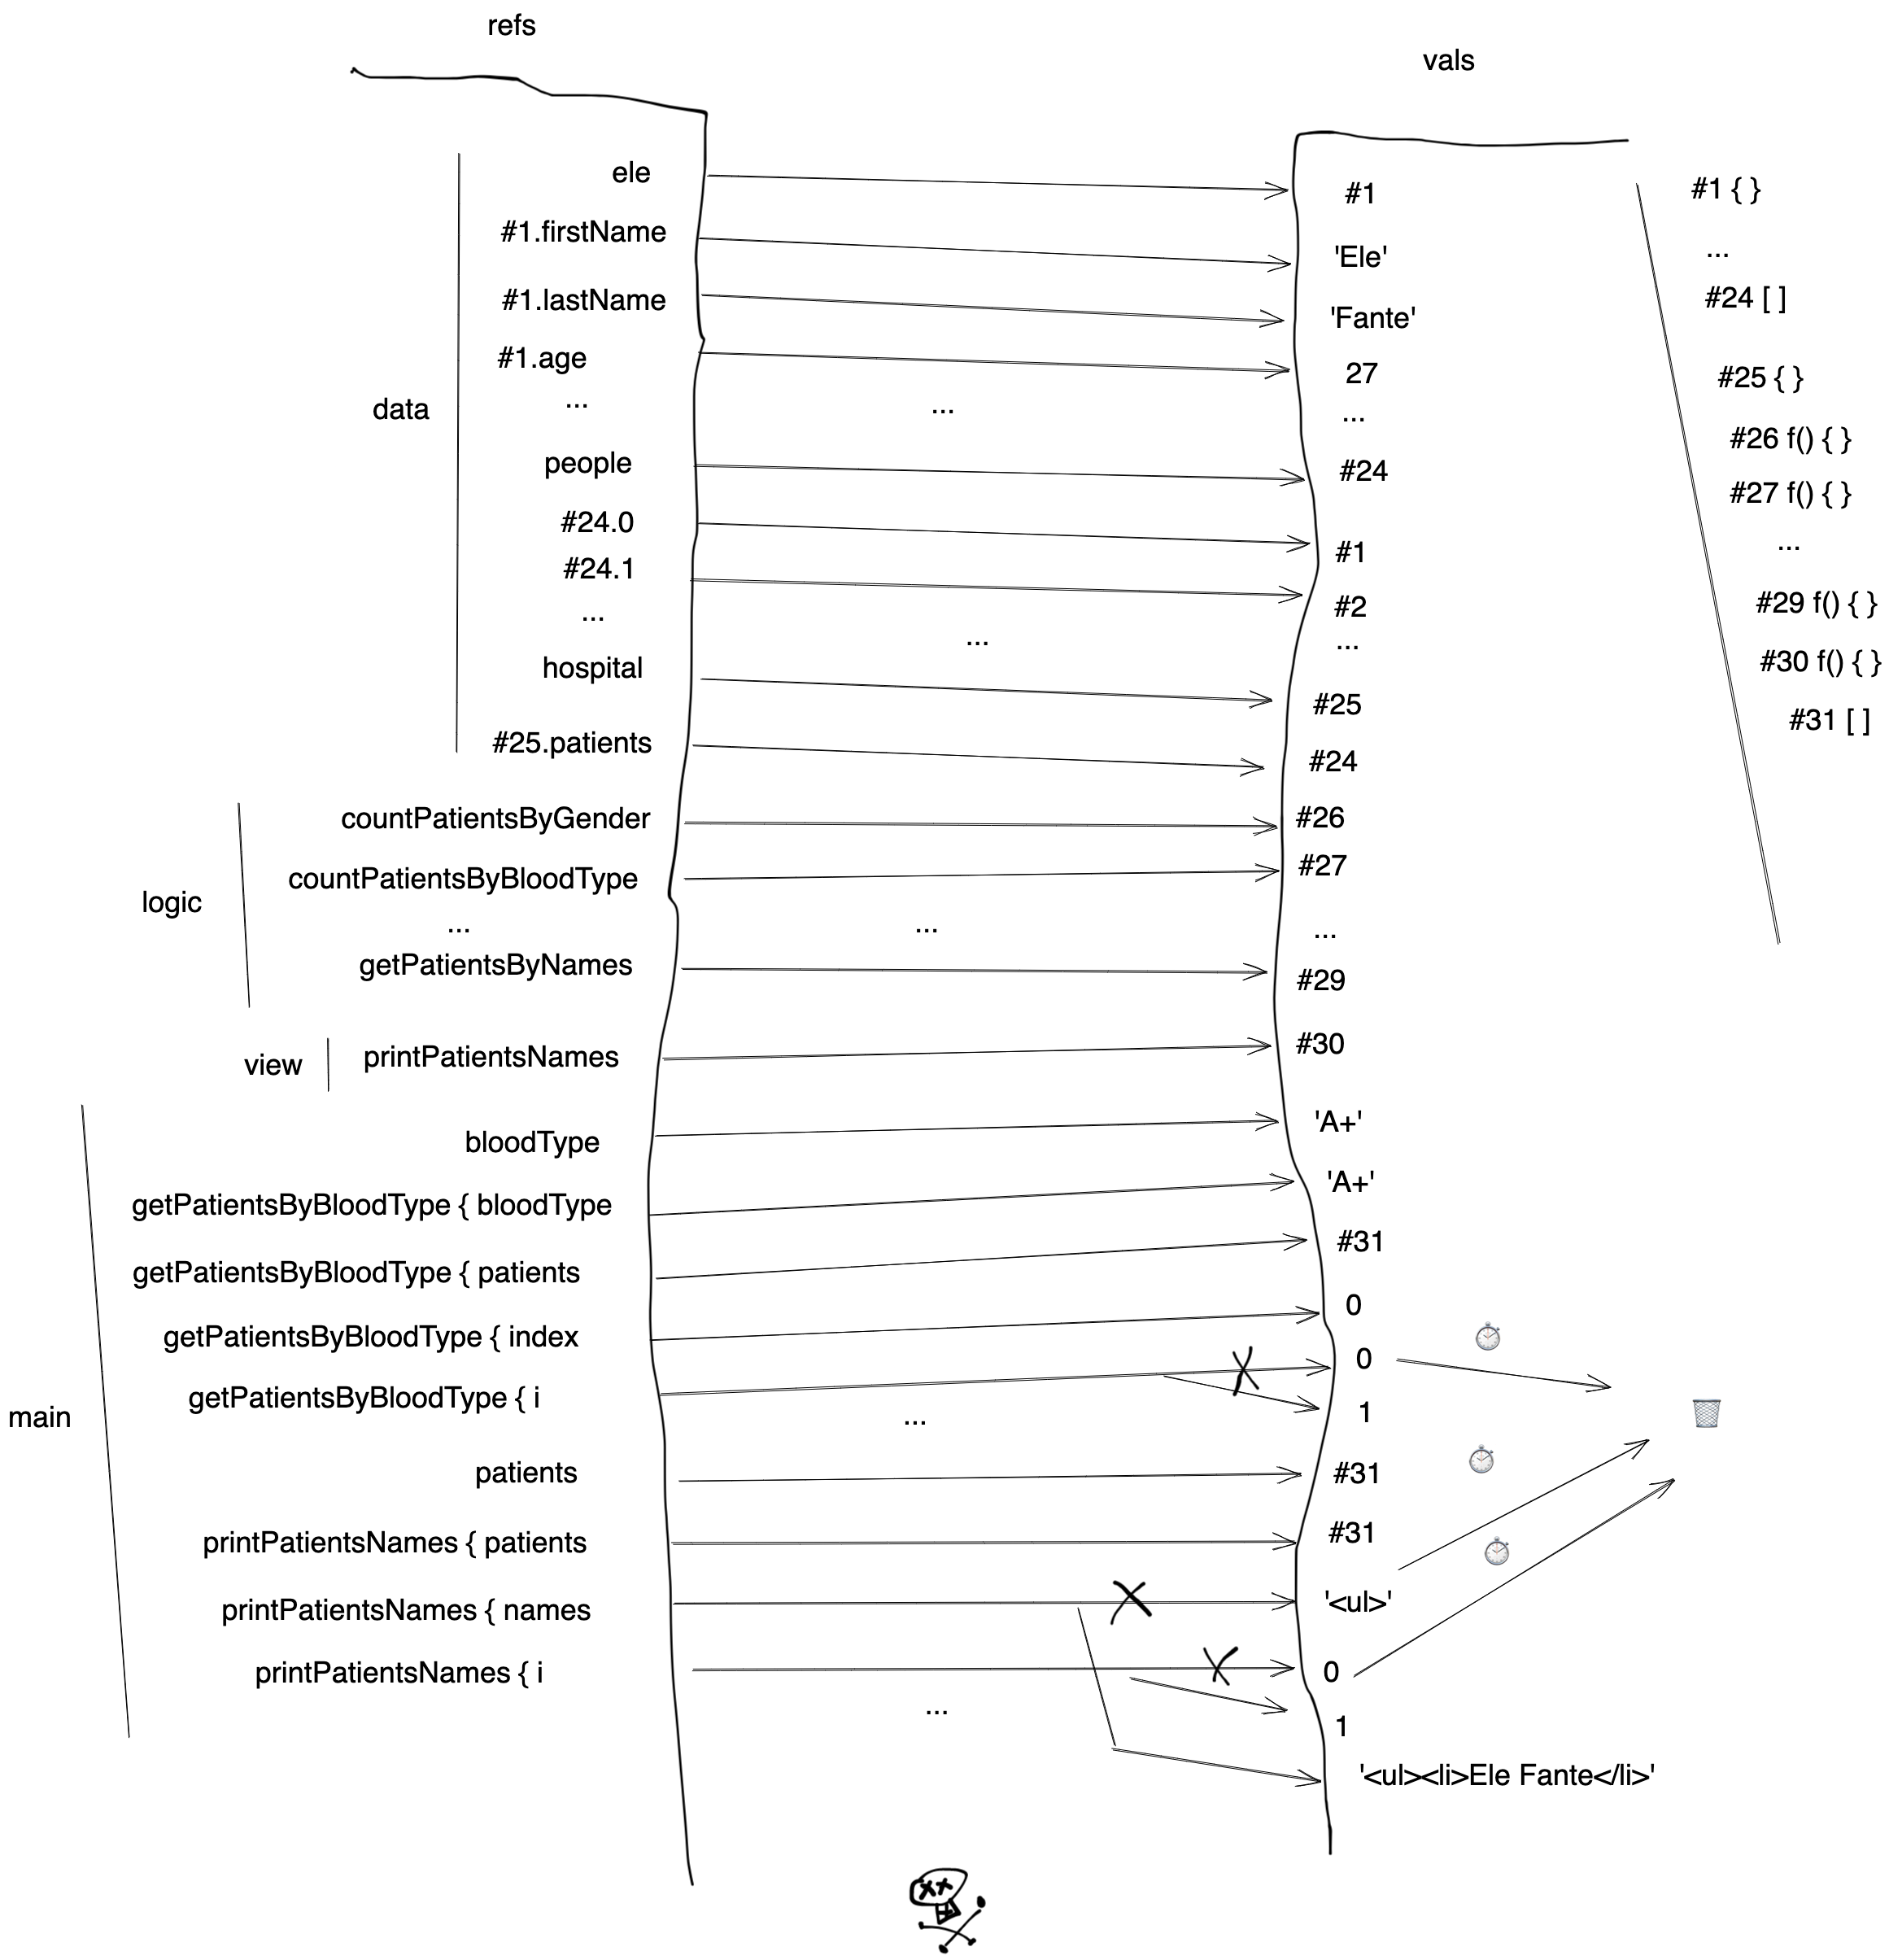 refs
vals
ele
#1
#1 { }
#1.firstName
'Ele'
...
#1.lastName
'Fante'
#24 [ ]
#1.age
27
#25 { }
...
...
...
data
people
#24
#26 f() { }
#24.0
#1
#27 f() { }
#24.1
#2
...
...
...
...
#29 f() { }
hospital
#25
#30 f() { }
#25.patients
#24
#31 [ ]
countPatientsByGender
#26
countPatientsByBloodType
#27
logic
...
...
...
getPatientsByNames
#29
view
printPatientsNames
#30
bloodType
'A+'
getPatientsByBloodType { bloodType
'A+'
getPatientsByBloodType { patients
#31
getPatientsByBloodType { index
0
getPatientsByBloodType { i
0
1
main
...
patients
#31
printPatientsNames { patients
#31
printPatientsNames { names
'<ul>'
printPatientsNames { i
0
...
1
'<ul><li>Ele Fante</li>'